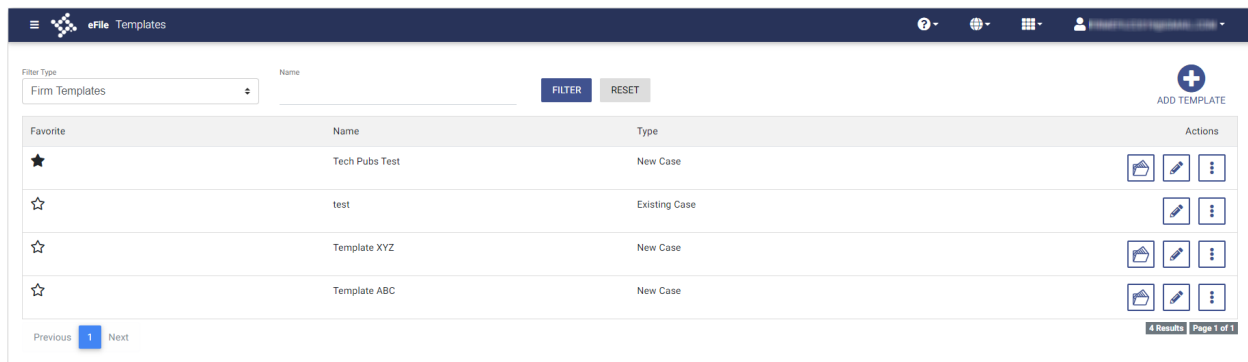 eFile Templates
Filter Type
Name
Firm Templates
FILTER
RESET
ADD TEMPLATE
Favorite Name Type Actions
Tech Pubs Test New Case
test Existing Case
Template XYZ New Case
Template ABC New Case
Previous 1 Next
4 Results Page 1 of 1